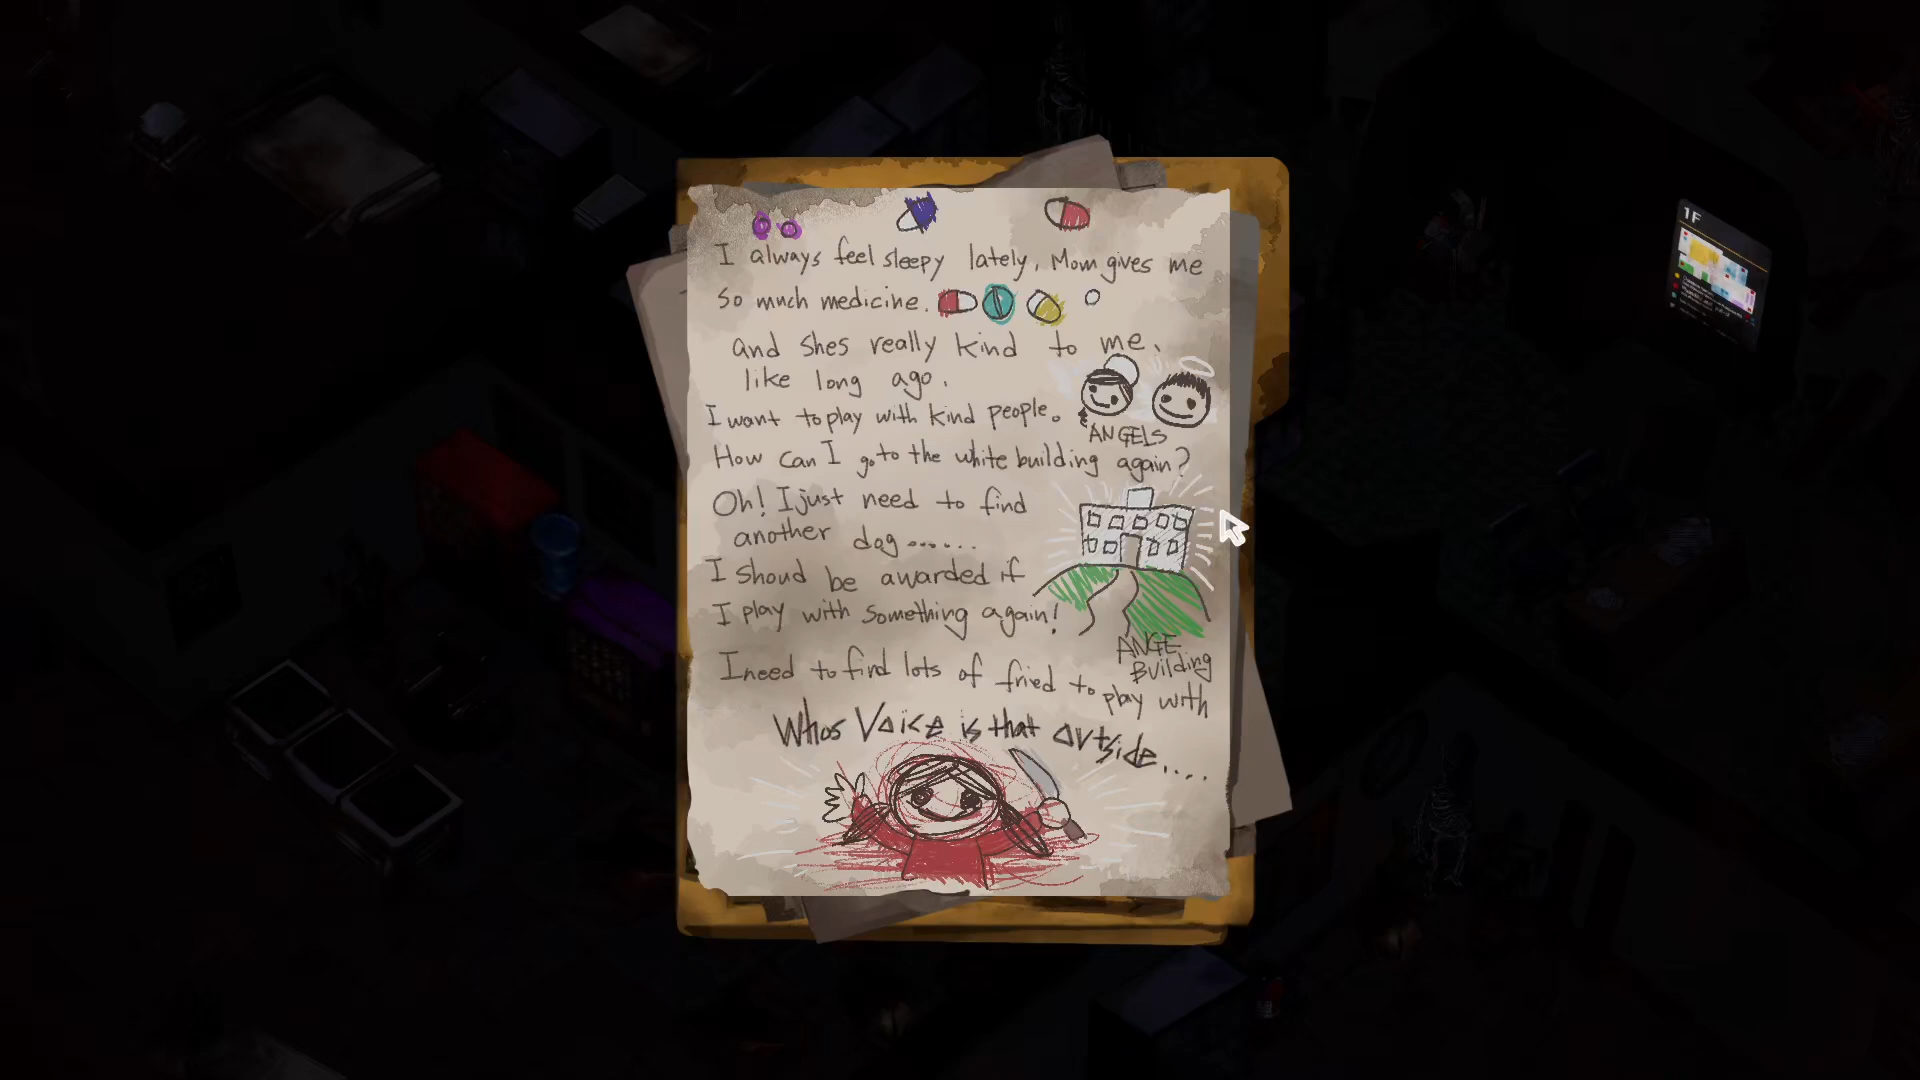 1F
I always feel sleepy lately, Mom gives me
so much medicine.
and shes really kind to me.
like long ago.
I want to play with kind people.
ANGELS
How can I go to the white building again?
Oh! I just need to find
another dog.......
I shoud be awarded if
I play with something again!
ANGE
Building
I need to find lots of fried to play with
Whos Voice is that outside....